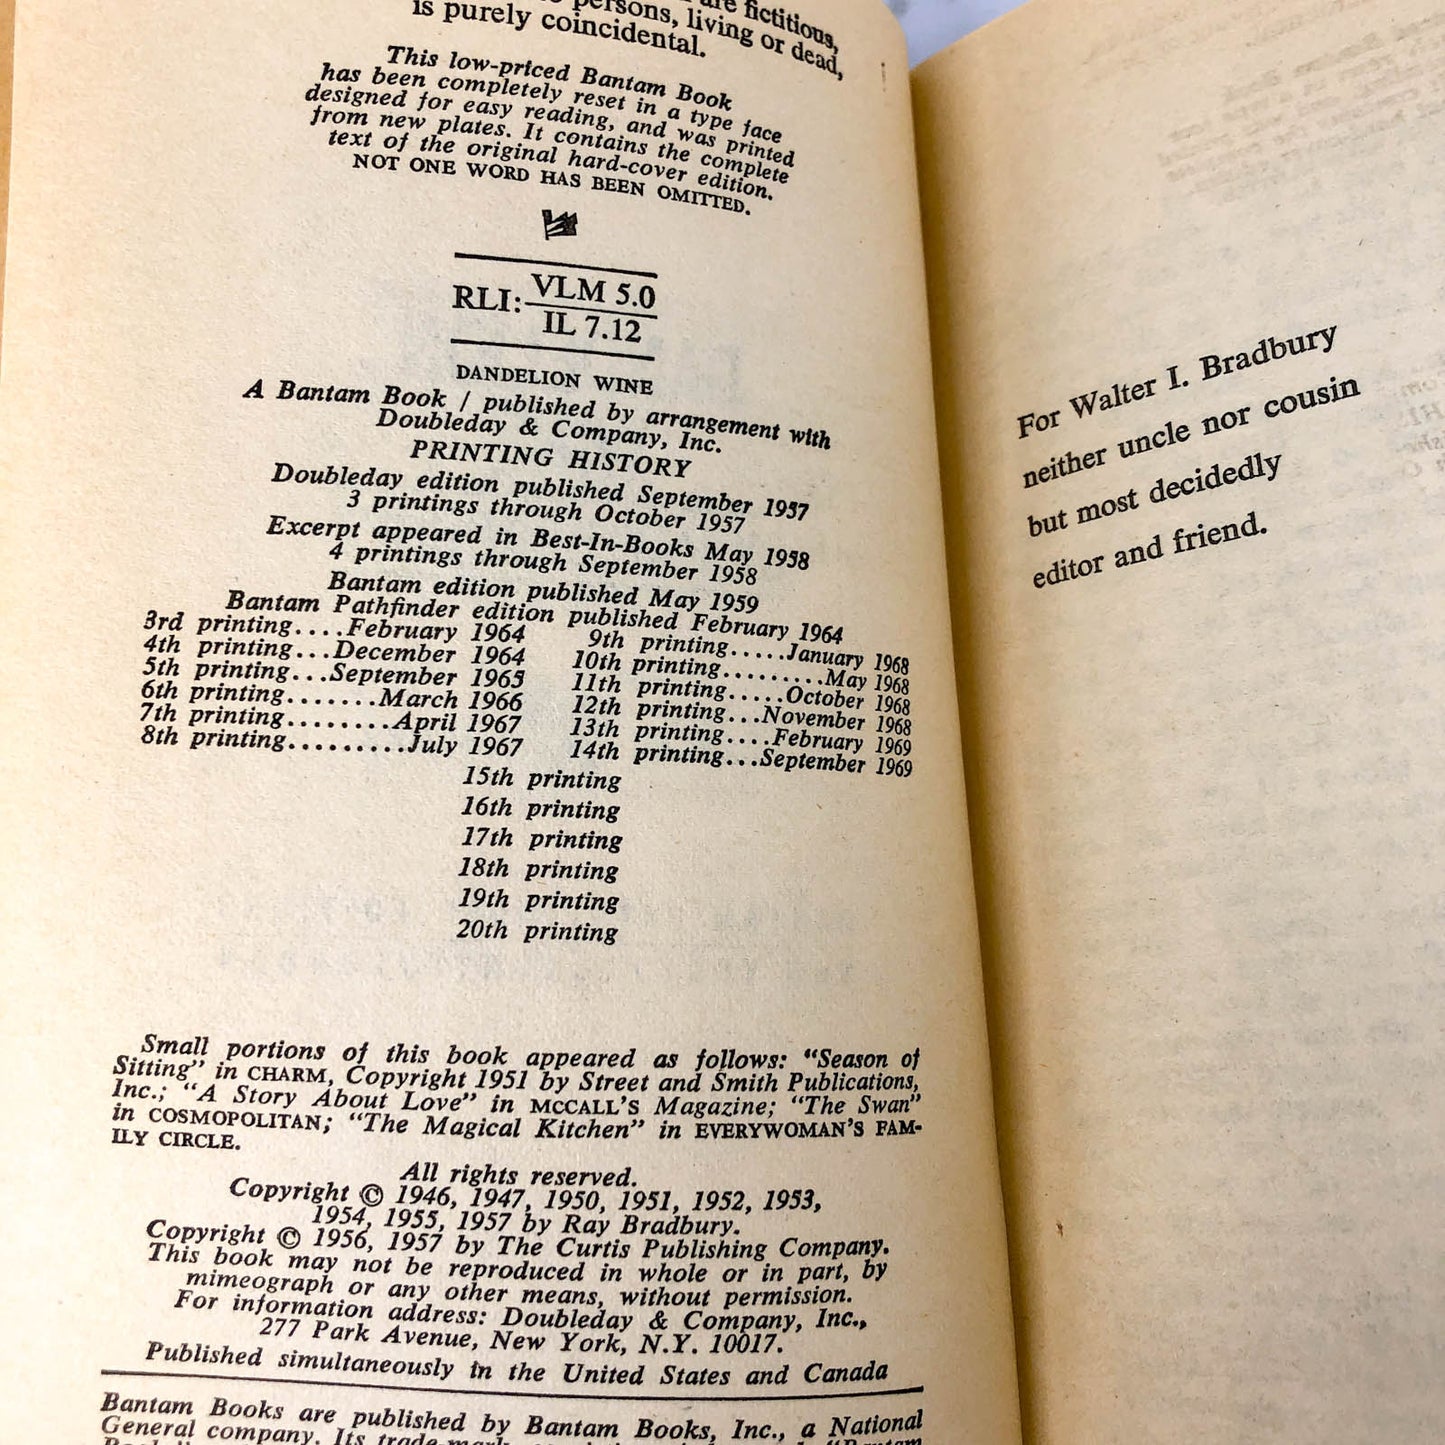 are fictitious,
persons, living or dead,
is purely coincidental.
This low-priced Bantam Book
has been completely reset in a type face
designed for easy reading, and was printed
from new plates. It contains the complete
text of the original hard-cover edition.
NOT ONE WORD HAS BEEN OMITTED.
RLI: VLM 5.0
IL 7.12
DANDELION WINE
A Bantam Book / published by arrangement with
Doubleday & Company, Inc.
PRINTING HISTORY
Doubleday edition published September 1957
3 printings through October 1957
Excerpt appeared in Best-In-Books May 1958
4 printings through September 1958
Bantam edition published May 1959
Bantam Pathfinder edition published February 1964
3rd printing....February 1964
4th printing...December 1964
5th printing...September 1965
6th printing.......March 1966
7th printing........April 1967
8th printing.........July 1967
9th printing.....January 1968
10th printing.........May 1968
11th printing.....October 1968
12th printing...November 1968
13th printing....February 1969
14th printing...September 1969
15th printing
16th printing
17th printing
18th printing
19th printing
20th printing
Small portions of this book appeared as follows: "Season of
Sitting" in CHARM, Copyright 1951 by Street and Smith Publications,
Inc.; "A Story About Love" in MCCALL'S Magazine; "The Swan"
in COSMOPOLITAN; "The Magical Kitchen" in EVERYWOMAN'S FAM-
ILY CIRCLE.
All rights reserved.
Copyright © 1946, 1947, 1950, 1951, 1952, 1953,
1954, 1955, 1957 by Ray Bradbury.
Copyright © 1956, 1957 by The Curtis Publishing Company.
This book may not be reproduced in whole or in part, by
mimeograph or any other means, without permission.
For information address: Doubleday & Company, Inc.,
277 Park Avenue, New York, N.Y. 10017.
Published simultaneously in the United States and Canada
Bantam Books are published by Bantam Books, Inc., a National
General company. Its trade-mark
For Walter I. Bradbury
neither uncle nor cousin
but most decidedly
editor and friend.